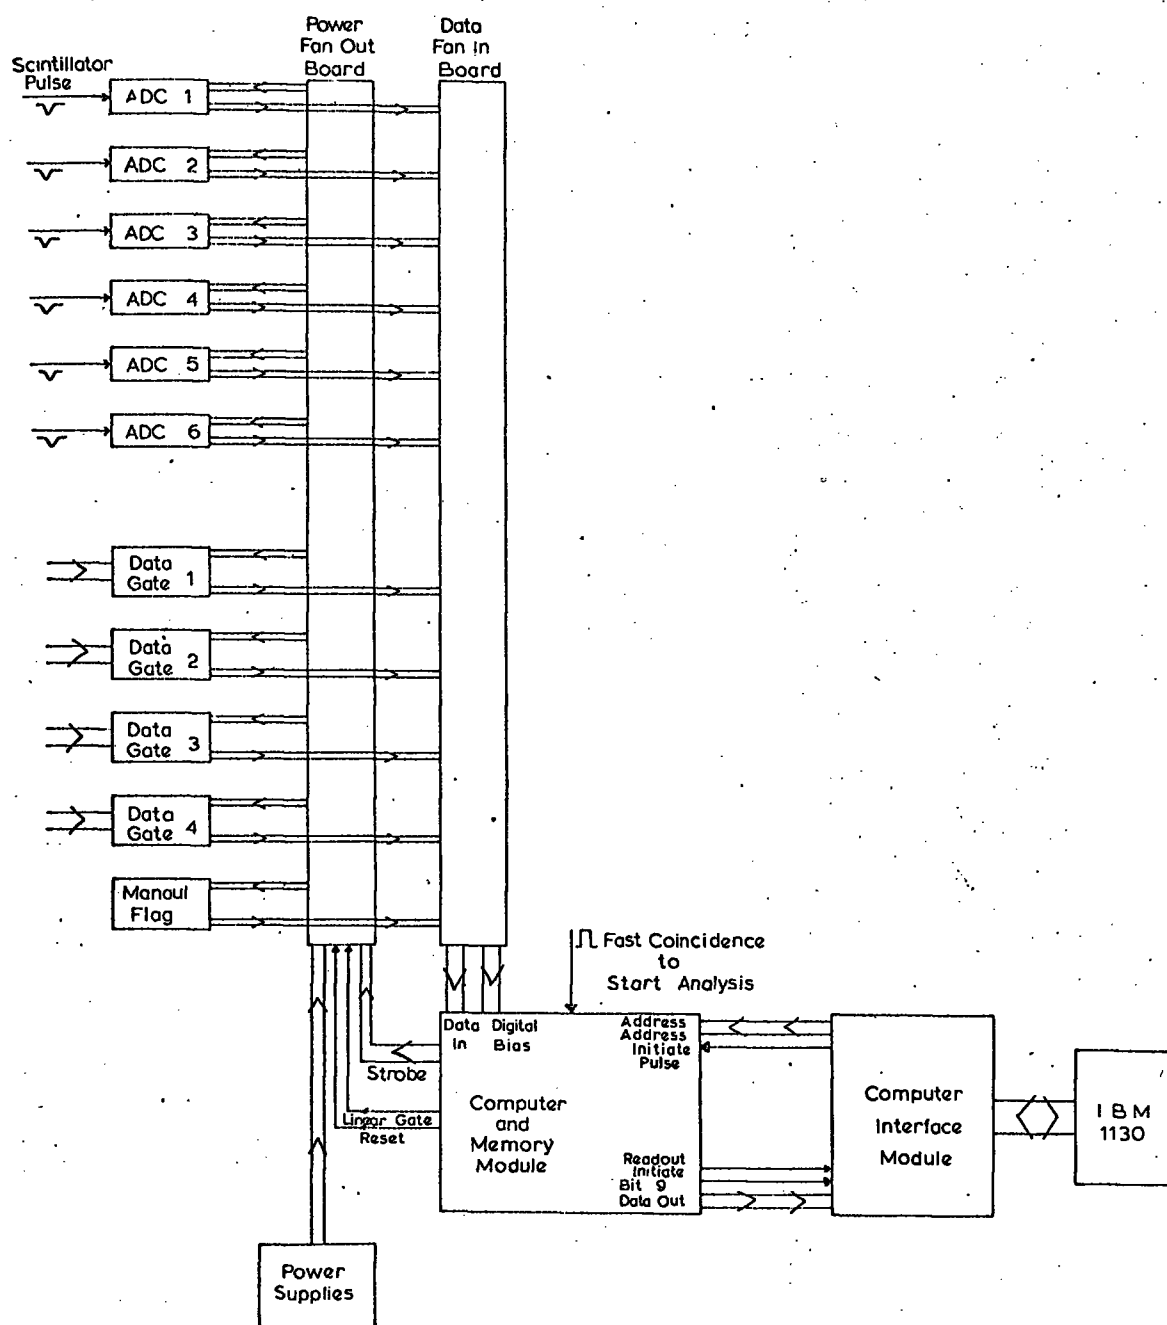 Power
Fan Out
Board
Data
Fan In
Board
Scintillator
Pulse
ADC 1
ADC 2
ADC 3
ADC 4
ADC 5
ADC 6
Data
Gate 1
Data
Gate 2
Data
Gate 3
Data
Gate 4
Manaul
Flag
Fast Coincidence
to
Start Analysis
Data
In
Digital
Bias
Address
Address
Initiate
Pulse
Strobe
Linear Gate
Reset
Computer
and
Memory
Module
Readout
Initiate
Bit 9
Data Out
Computer
Interface
Module
IBM
1130
Power
Supplies